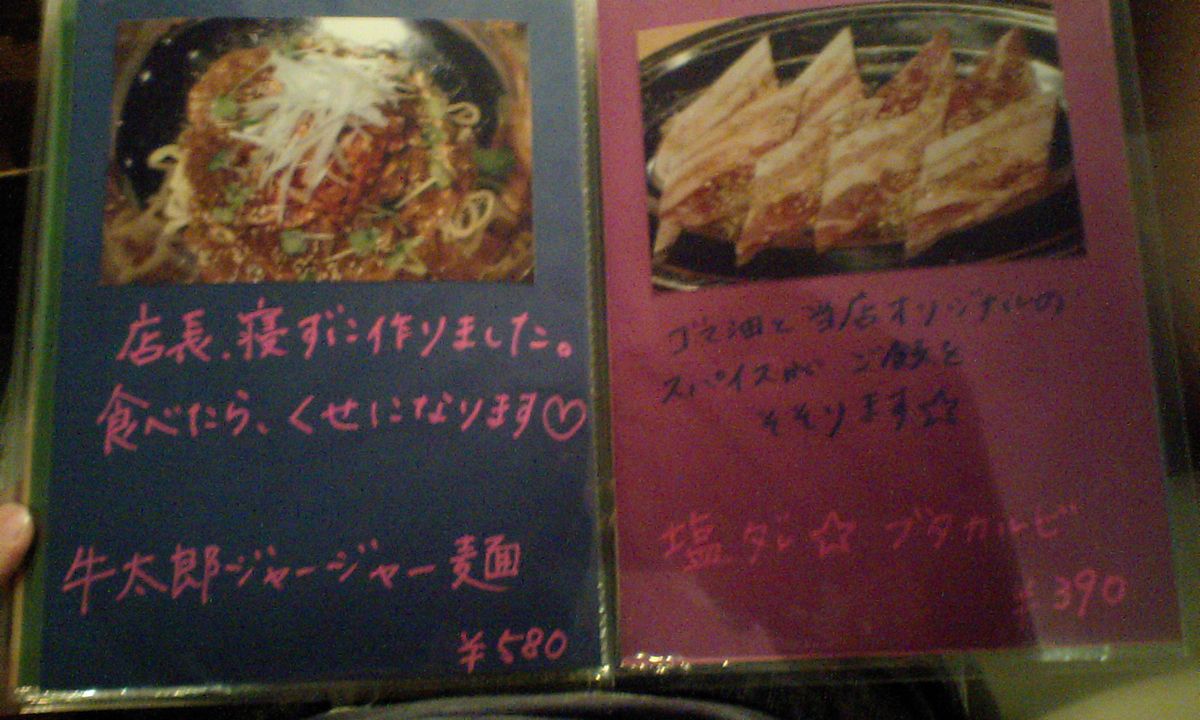 店長、寝ずに作りました。
食べたら、くせになります♡
牛太郎ジャージャー麺
¥580
ゴマ油と当店オリジナルの
スパイスが ご飯を
そそります☆
塩ダレ☆ブタカルビ
¥390